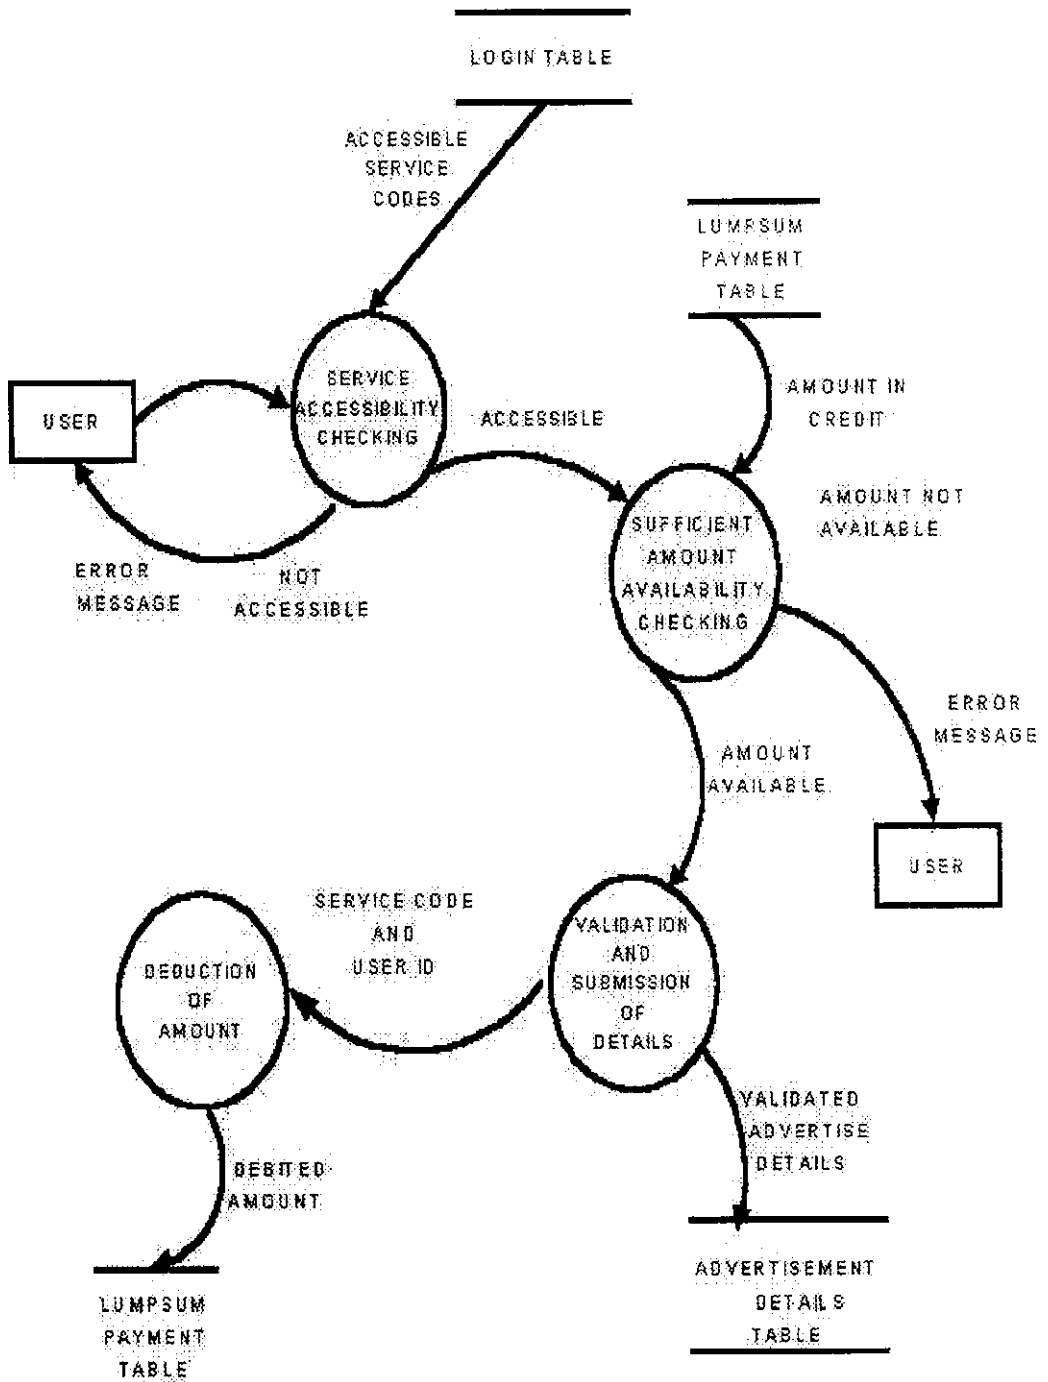 LOGIN TABLE
ACCESSIBLE
SERVICE
CODES
LUMPSUM
PAYMENT
TABLE
USER
SERVICE
ACCESSIBILITY
CHECKING
ACCESSIBLE
AMOUNT IN
CREDIT
AMOUNT NOT
AVAILABLE
SUFFICIENT
AMOUNT
AVAILABILITY
CHECKING
ERROR
MESSAGE
NOT
ACCESSIBLE
ERROR
MESSAGE
AMOUNT
AVAILABLE
USER
SERVICE CODE
AND
USER ID
VALIDATION
AND
SUBMISSION
OF
DETAILS
DEDUCTION
OF
AMOUNT
VALIDATED
ADVERTISE
DETAILS
DEBITED
AMOUNT
LUMPSUM
PAYMENT
TABLE
ADVERTISEMENT
DETAILS
TABLE